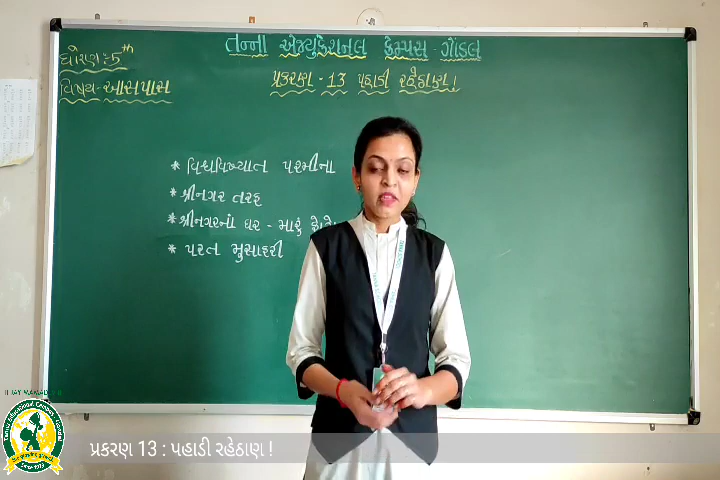 તન્ના એજ્યુકેશનલ કેમ્પસ - ગોંડલ
ધોરણ :- 5th
વિષય - આસપાસ
પ્રકરણ - 13 પહાડી રહેઠાણ !
* વિશ્વવિખ્યાત પશ્મીના
* શ્રીનગર તરફ
* શ્રીનગરનાં ઘર - મારું
* પરત મુસાફરી
પ્રકરણ 13 : પહાડી રહેઠાણ !